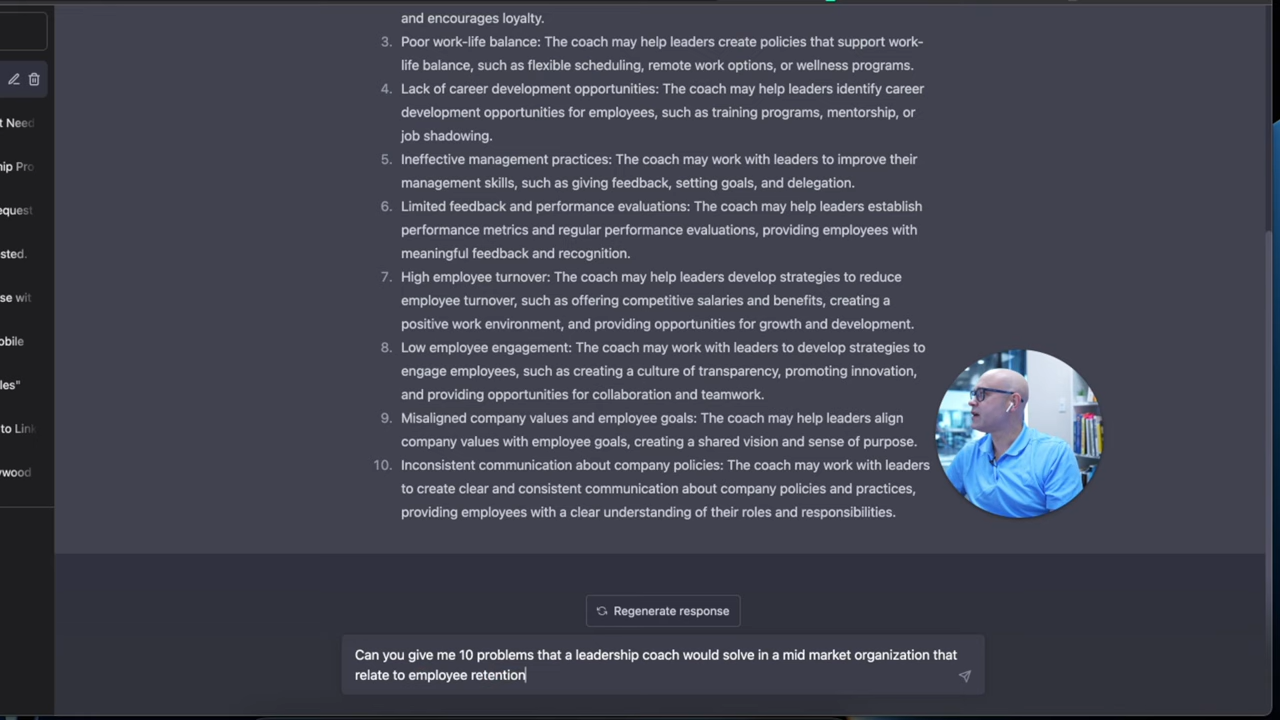 and encourages loyalty.
3. Poor work-life balance: The coach may help leaders create policies that support work-
life balance, such as flexible scheduling, remote work options, or wellness programs.
4. Lack of career development opportunities: The coach may help leaders identify career
development opportunities for employees, such as training programs, mentorship, or
job shadowing.
5. Ineffective management practices: The coach may work with leaders to improve their
management skills, such as giving feedback, setting goals, and delegation.
6. Limited feedback and performance evaluations: The coach may help leaders establish
performance metrics and regular performance evaluations, providing employees with
meaningful feedback and recognition.
7. High employee turnover: The coach may help leaders develop strategies to reduce
employee turnover, such as offering competitive salaries and benefits, creating a
positive work environment, and providing opportunities for growth and development.
8. Low employee engagement: The coach may work with leaders to develop strategies to
engage employees, such as creating a culture of transparency, promoting innovation,
and providing opportunities for collaboration and teamwork.
9. Misaligned company values and employee goals: The coach may help leaders align
company values with employee goals, creating a shared vision and sense of purpose.
10. Inconsistent communication about company policies: The coach may work with leaders
to create clear and consistent communication about company policies and practices,
providing employees with a clear understanding of their roles and responsibilities.
t Need
ship Pro
equest
sted.
se wit
obile
les"
to Link
ywood
Regenerate response
Can you give me 10 problems that a leadership coach would solve in a mid market organization that
relate to employee retention